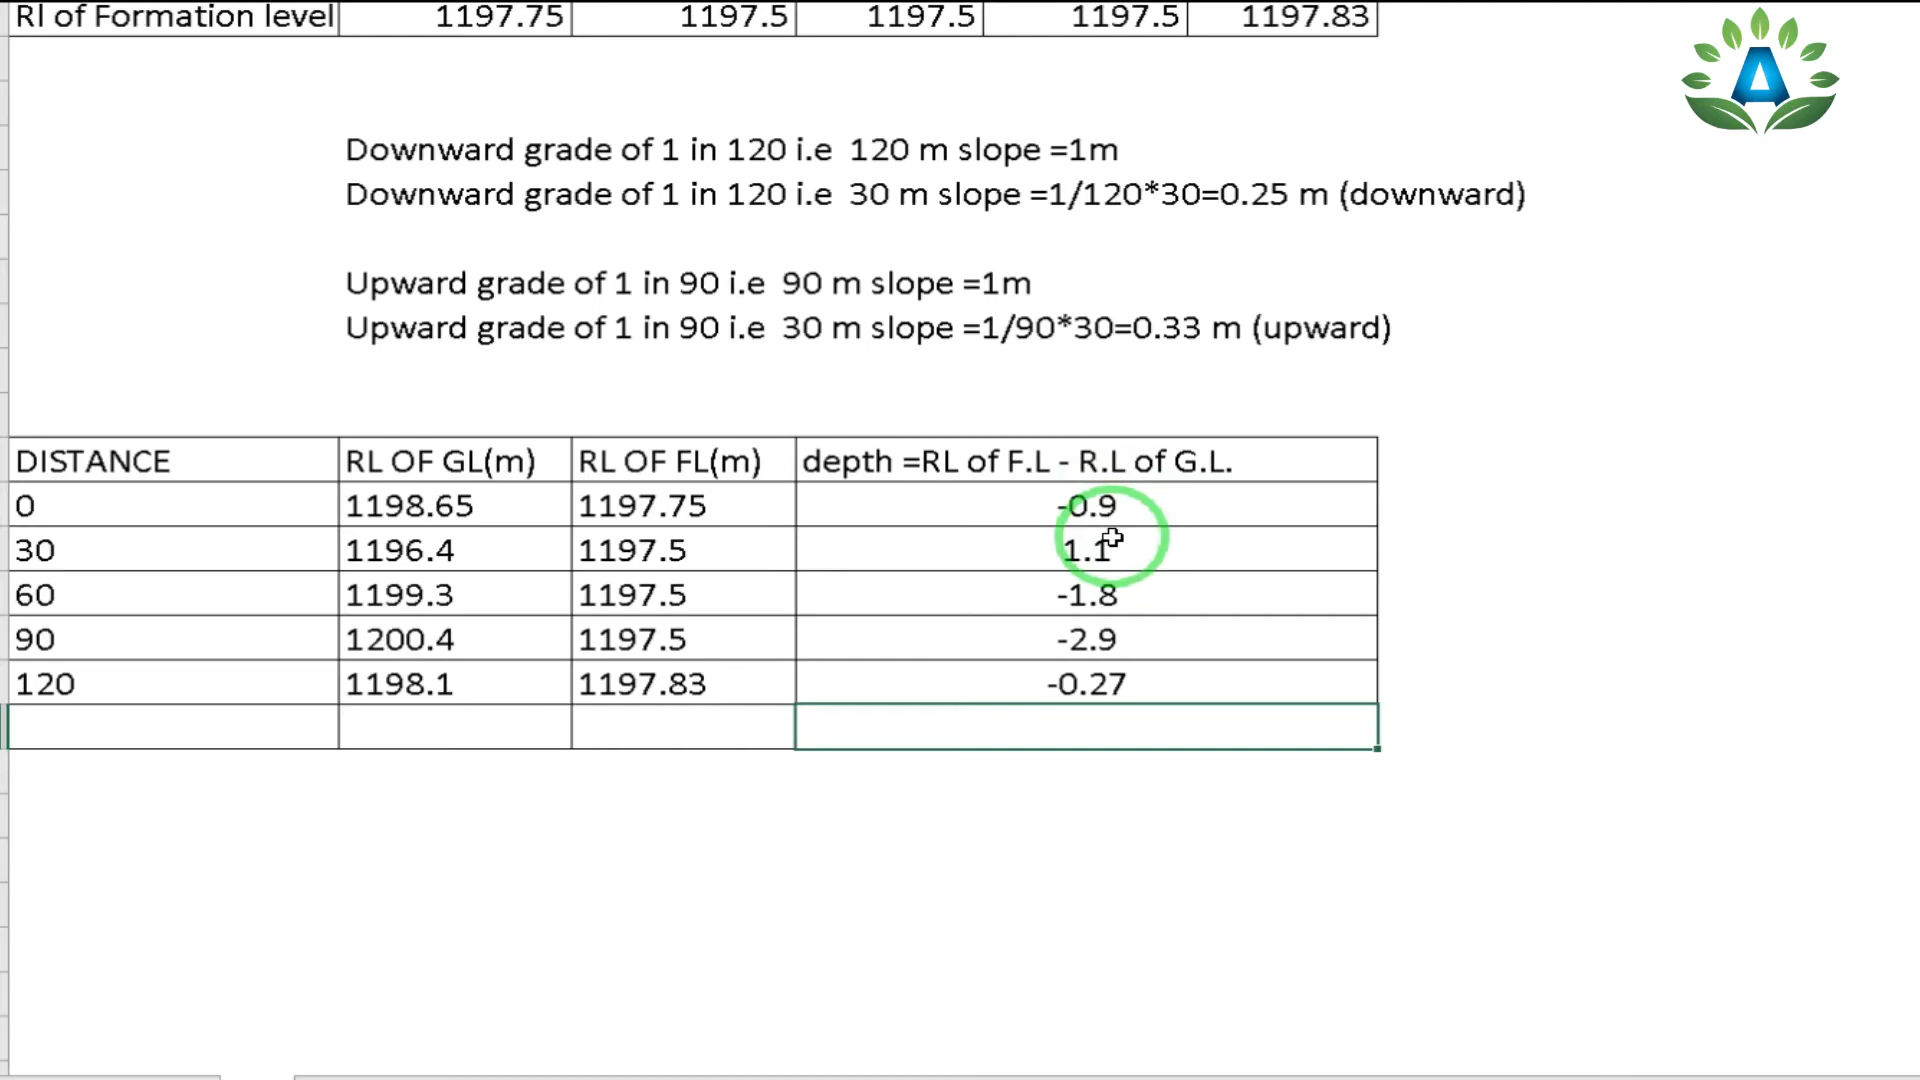 Rl of Formation level 1197.75 1197.5 1197.5 1197.5 1197.83
Downward grade of 1 in 120 i.e 120 m slope =1m
Downward grade of 1 in 120 i.e 30 m slope =1/120*30=0.25 m (downward)
Upward grade of 1 in 90 i.e 90 m slope =1m
Upward grade of 1 in 90 i.e 30 m slope =1/90*30=0.33 m (upward)
DISTANCE RL OF GL(m) RL OF FL(m) depth =RL of F.L - R.L of G.L.
0 1198.65 1197.75 -0.9
30 1196.4 1197.5 1.1
60 1199.3 1197.5 -1.8
90 1200.4 1197.5 -2.9
120 1198.1 1197.83 -0.27
A